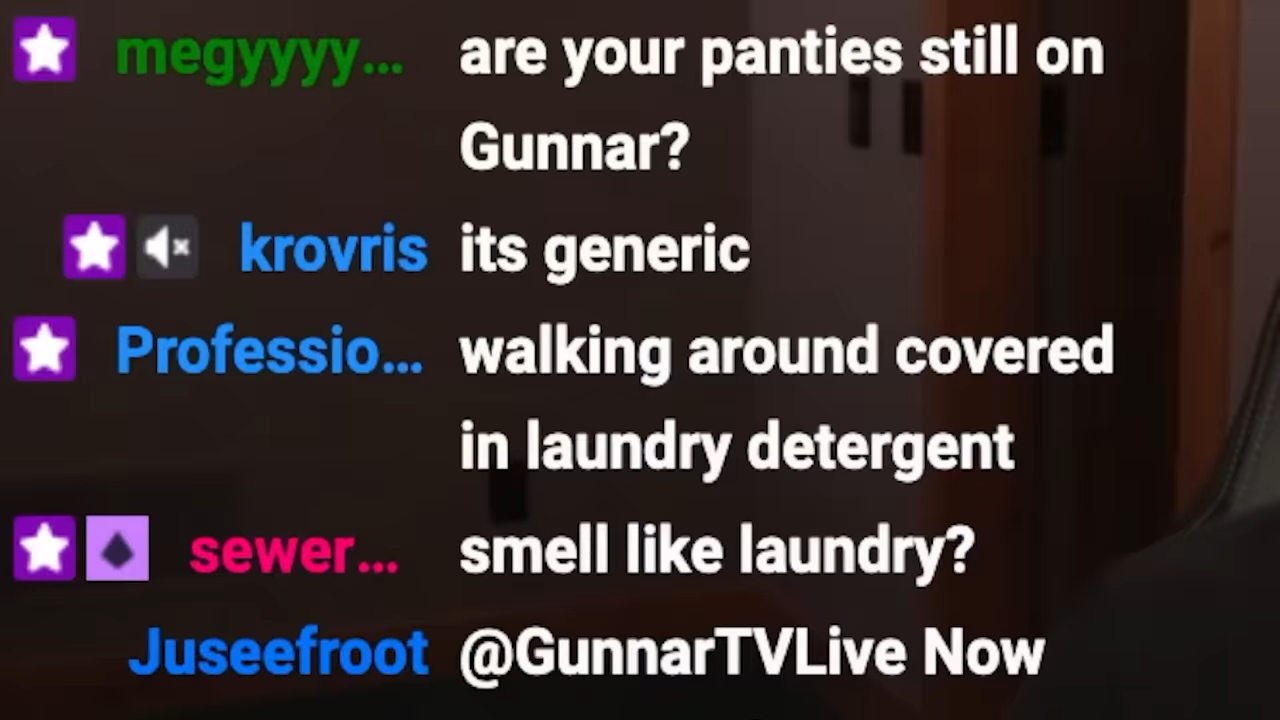 megyyyy... are your panties still on
Gunnar?
krovris its generic
Professio... walking around covered
in laundry detergent
sewer... smell like laundry?
Juseefroot @GunnarTVLive Now